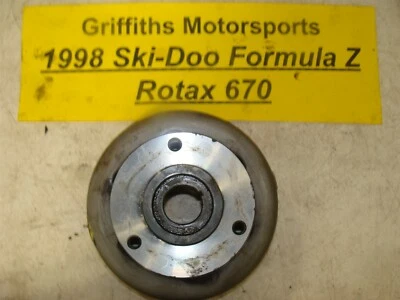 Griffiths Motorsports
1998 Ski-Doo Formula Z
Rotax 670